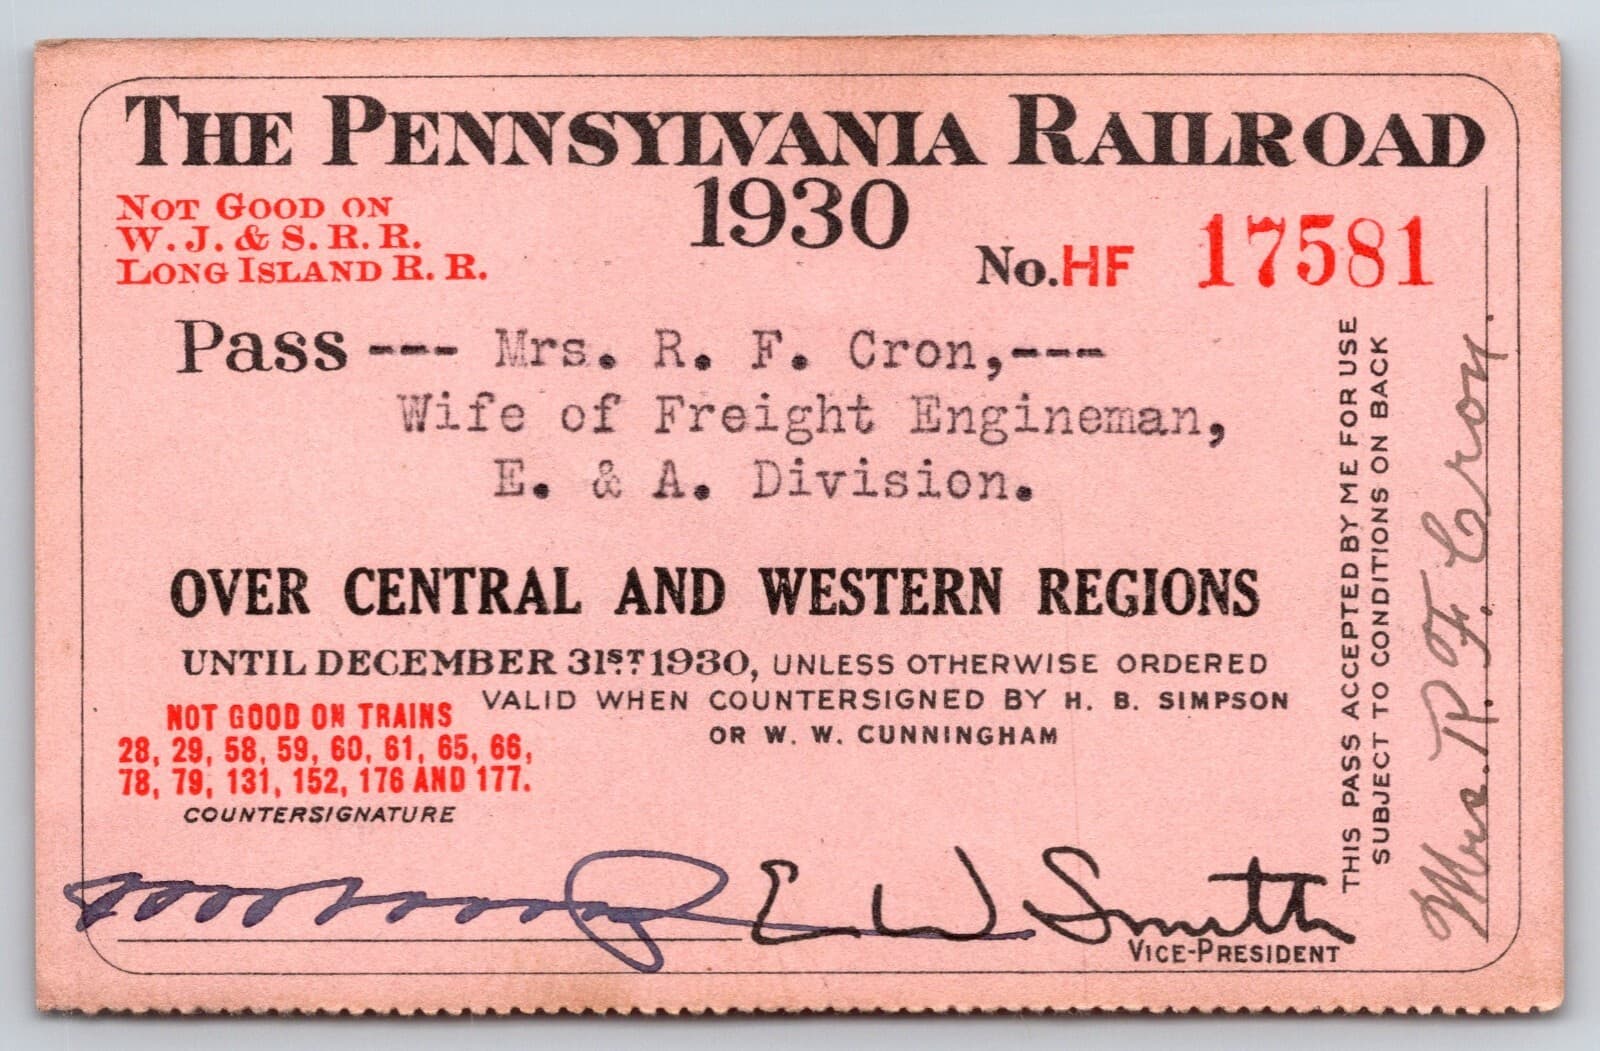 THE PENNSYLVANIA RAILROAD
1930
NOT GOOD ON
W. J. & S. R. R.
LONG ISLAND R. R.
No. HF 17581
Pass --- Mrs. R. F. Cron,---
Wife of Freight Engineman,
E. & A. Division.
OVER CENTRAL AND WESTERN REGIONS
UNTIL DECEMBER 31ST 1930, UNLESS OTHERWISE ORDERED
VALID WHEN COUNTERSIGNED BY H. B. SIMPSON
OR W. W. CUNNINGHAM
NOT GOOD ON TRAINS
28, 29, 58, 59, 60, 61, 65, 66,
78, 79, 131, 152, 176 AND 177.
COUNTERSIGNATURE
E W Smith
VICE-PRESIDENT
THIS PASS ACCEPTED BY ME FOR USE
SUBJECT TO CONDITIONS ON BACK
Mrs. R. F. Cron.